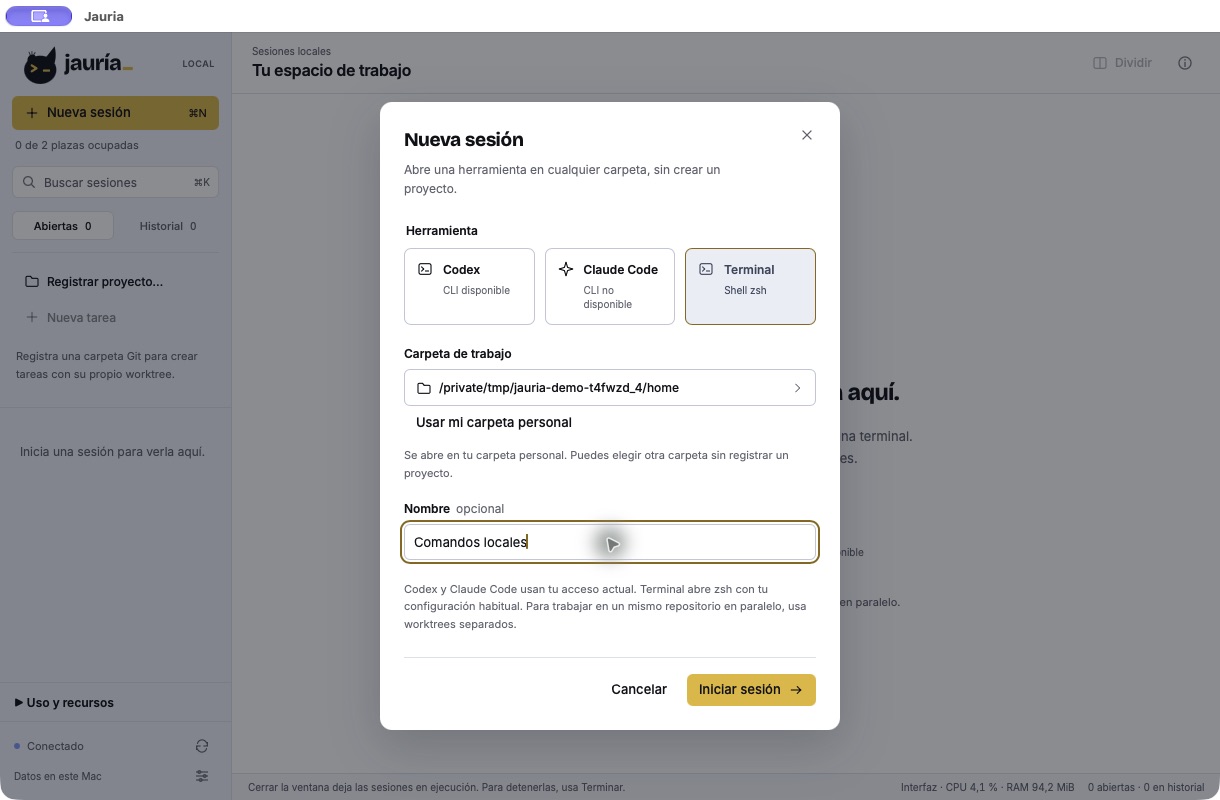 Jauria
jauría_
LOCAL
Nueva sesión ⌘N
0 de 2 plazas ocupadas
Buscar sesiones ⌘K
Abiertas 0
Historial 0
Registrar proyecto...
Nueva tarea
Registra una carpeta Git para crear
tareas con su propio worktree.
Inicia una sesión para verla aquí.
Uso y recursos
Conectado
Datos en este Mac
Sesiones locales
Tu espacio de trabajo
Dividir
Nueva sesión
Abre una herramienta en cualquier carpeta, sin crear un
proyecto.
Herramienta
Codex
CLI disponible
Claude Code
CLI no
disponible
Terminal
Shell zsh
Carpeta de trabajo
/private/tmp/jauria-demo-t4fwzd_4/home
Usar mi carpeta personal
Se abre en tu carpeta personal. Puedes elegir otra carpeta sin registrar un
proyecto.
Nombre opcional
Comandos locales
Codex y Claude Code usan tu acceso actual. Terminal abre zsh con tu
configuración habitual. Para trabajar en un mismo repositorio en paralelo, usa
worktrees separados.
Cancelar
Iniciar sesión
aquí.
na terminal.
es.
nible
en paralelo.
Cerrar la ventana deja las sesiones en ejecución. Para detenerlas, usa Terminar.
Interfaz · CPU 4,1 % · RAM 94,2 MiB
0 abiertas · 0 en historial